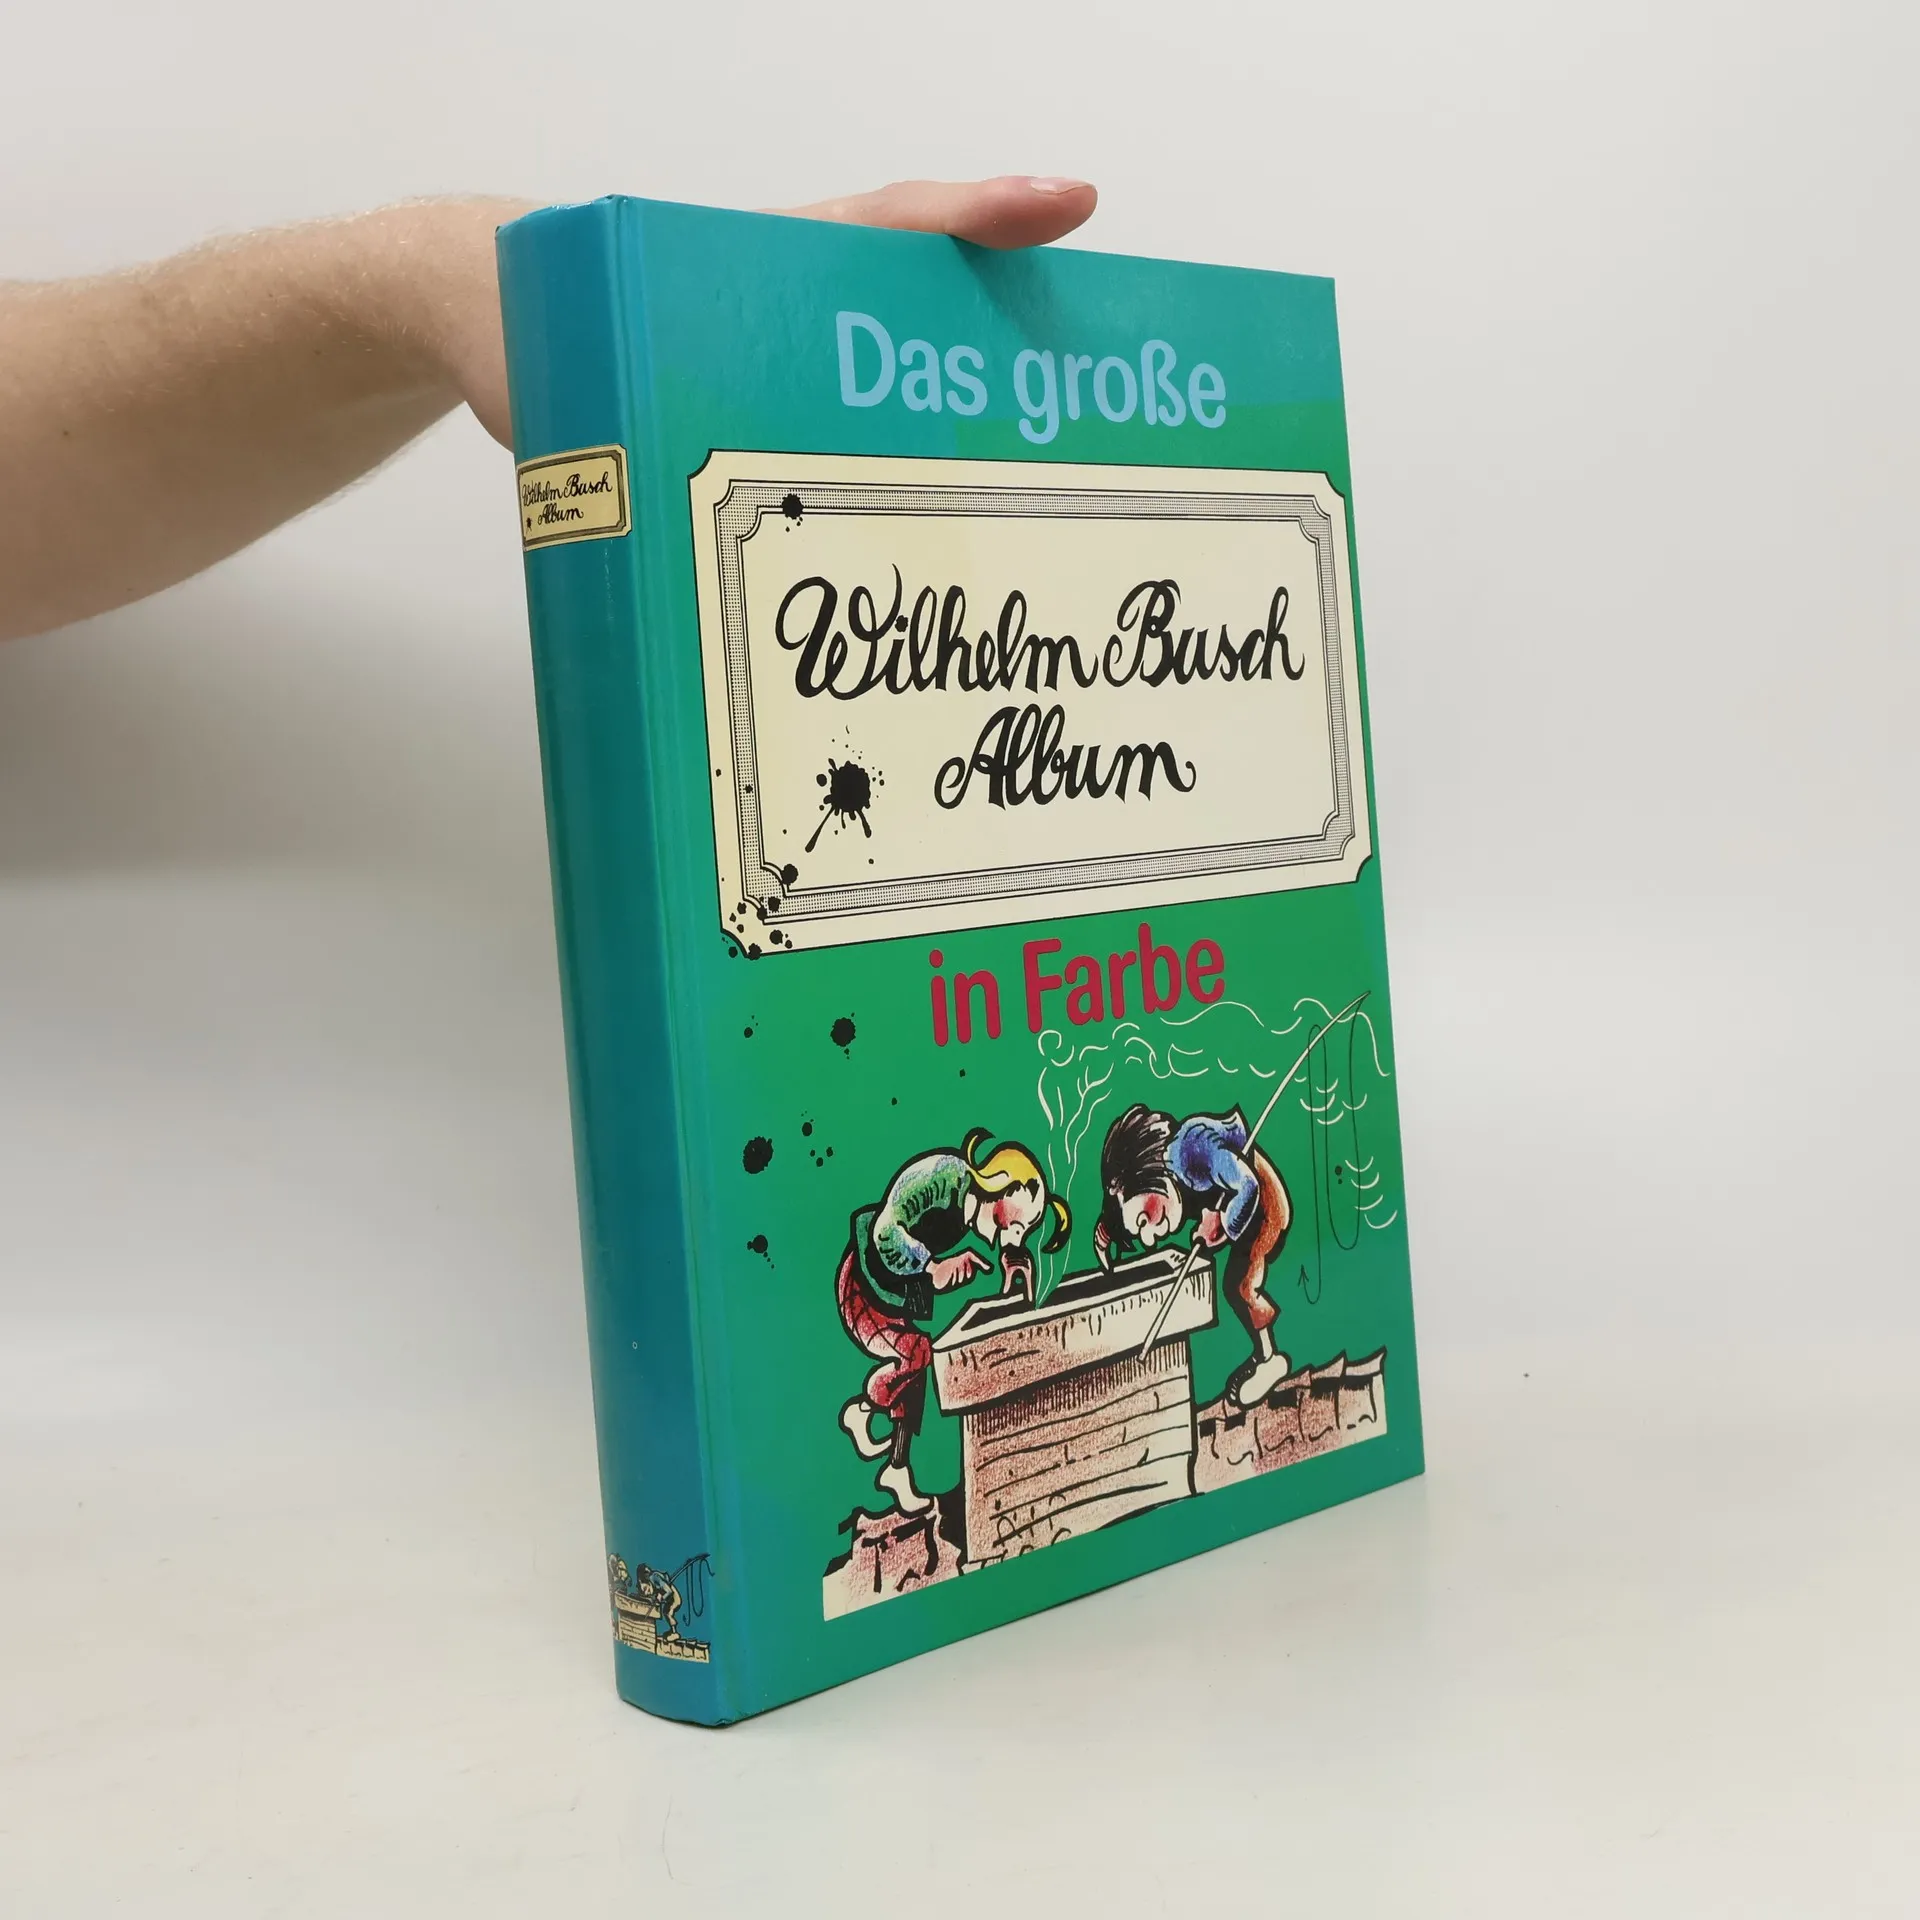 Das große
Wilhelm Busch
Album
in Farbe
Wilhelm Busch
Album